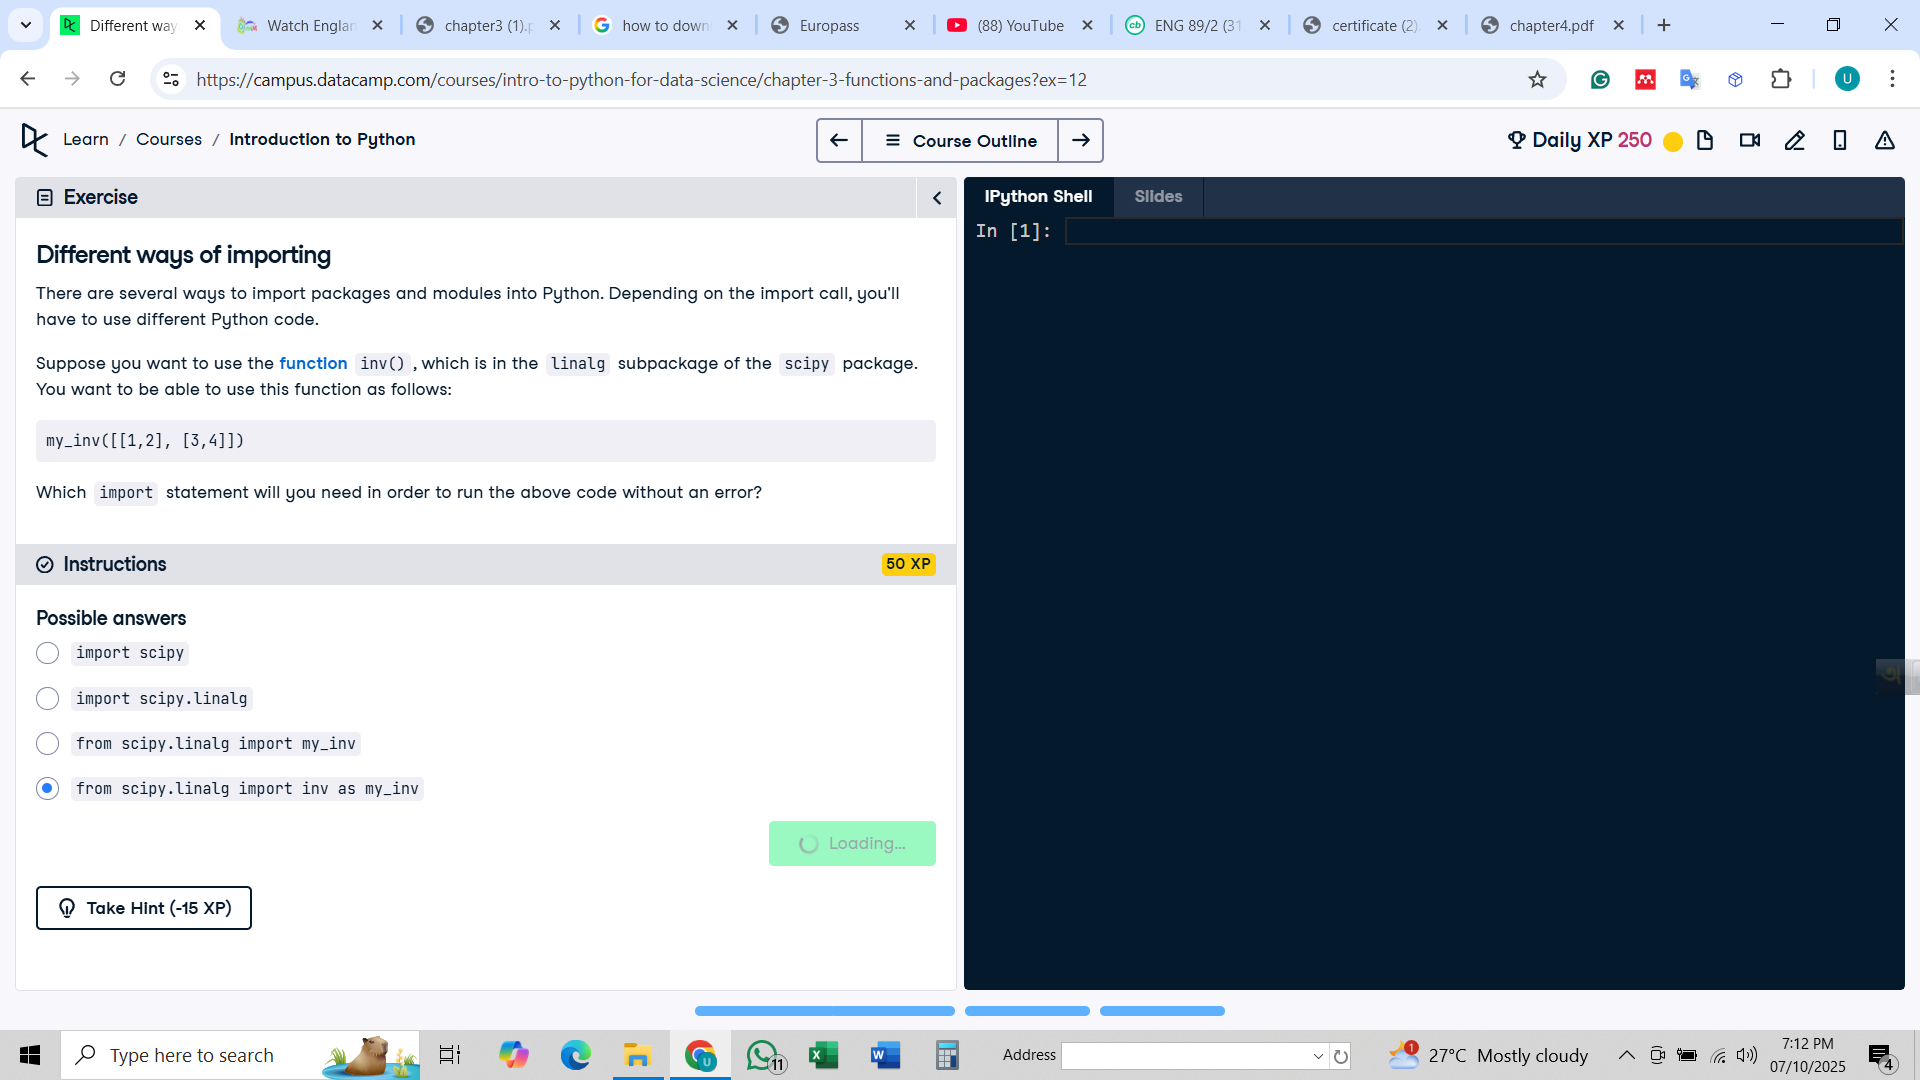 Different way
Watch Englan
chapter3 (1).p
how to down
Europass
(88) YouTube
ENG 89/2 (31
certificate (2).
chapter4.pdf
https://campus.datacamp.com/courses/intro-to-python-for-data-science/chapter-3-functions-and-packages?ex=12
U
Learn / Courses / Introduction to Python
Course Outline
Daily XP 250
Exercise
IPython Shell
Slides
In [1]:
Different ways of importing
There are several ways to import packages and modules into Python. Depending on the import call, you'll
have to use different Python code.
Suppose you want to use the function inv() , which is in the linalg subpackage of the scipy package.
You want to be able to use this function as follows:
my_inv([[1,2], [3,4]])
Which import statement will you need in order to run the above code without an error?
Instructions
50 XP
Possible answers
import scipy
import scipy.linalg
from scipy.linalg import my_inv
from scipy.linalg import inv as my_inv
Loading...
Take Hint (-15 XP)
Type here to search
11
Address
1
27°C Mostly cloudy
7:12 PM
07/10/2025
4